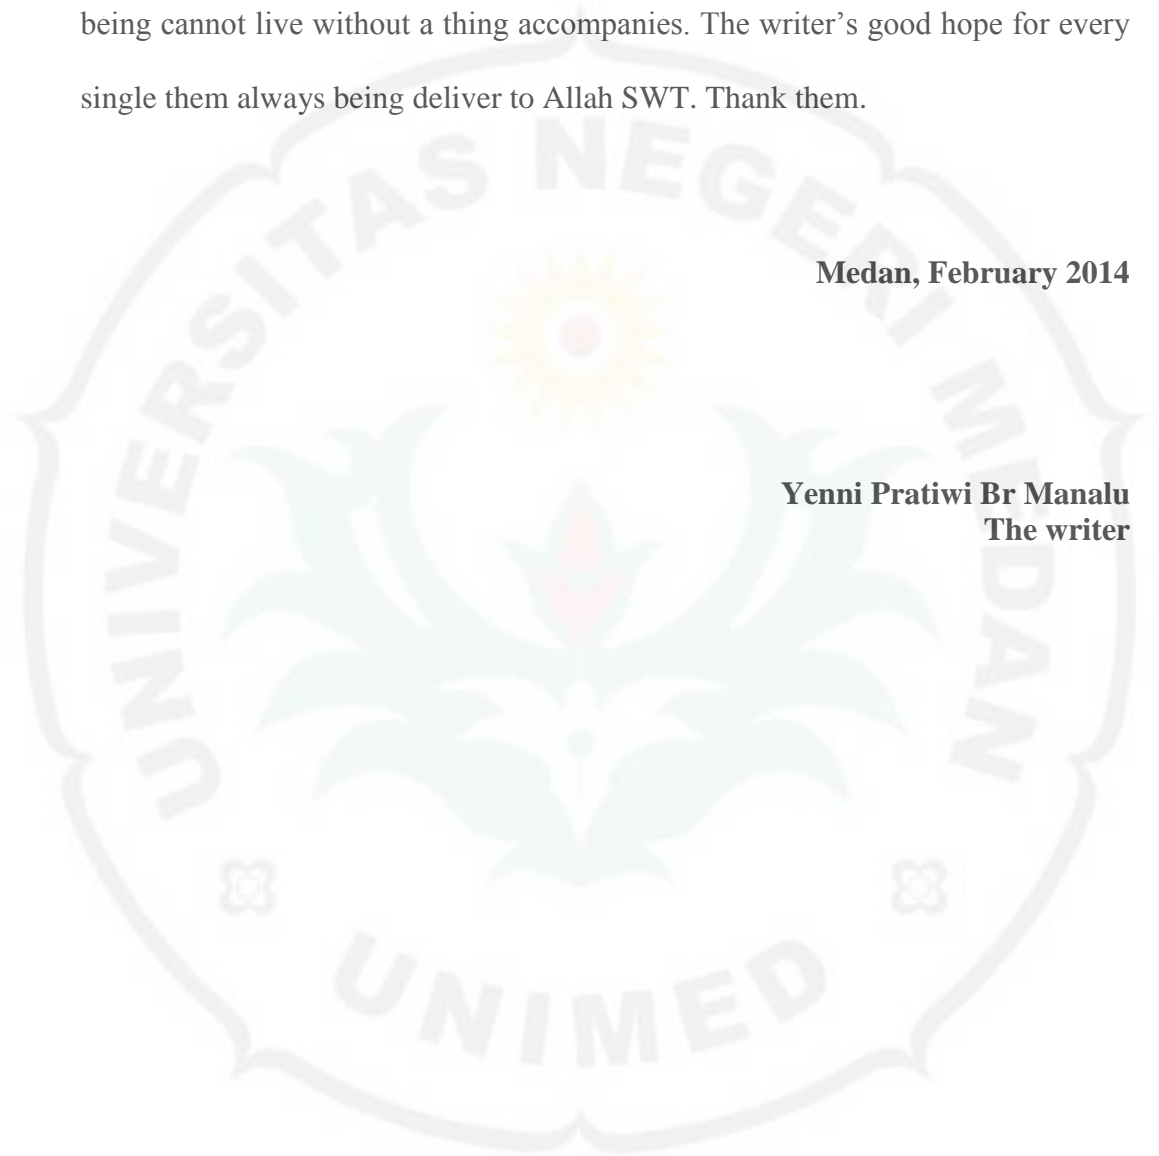 being cannot live without a thing accompanies. The writer’s good hope for every
single them always being deliver to Allah SWT. Thank them.
UNIVERSITAS NEGERI MEDAN
Medan, February 2014
Yenni Pratiwi Br Manalu
The writer
UNIMED